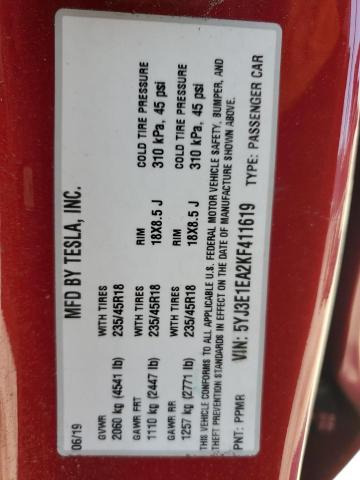 MFD BY TESLA, INC.
06/19
GVWR WITH TIRES RIM COLD TIRE PRESSURE
2060 kg (4541 lb) 235/45R18 18X8.5 J 310 kPa, 45 psi
GAWR FRT
1110 kg (2447 lb)
GAWR RR WITH TIRES RIM COLD TIRE PRESSURE
1257 kg (2771 lb) 235/45R18 18X8.5 J 310 kPa, 45 psi
THIS VEHICLE CONFORMS TO ALL APPLICABLE U.S. FEDERAL MOTOR VEHICLE SAFETY, BUMPER, AND
THEFT PREVENTION STANDARDS IN EFFECT ON THE DATE OF MANUFACTURE SHOWN ABOVE.
VIN: 5YJ3E1EA2KF411619 TYPE: PASSENGER CAR
PNT: PPMR